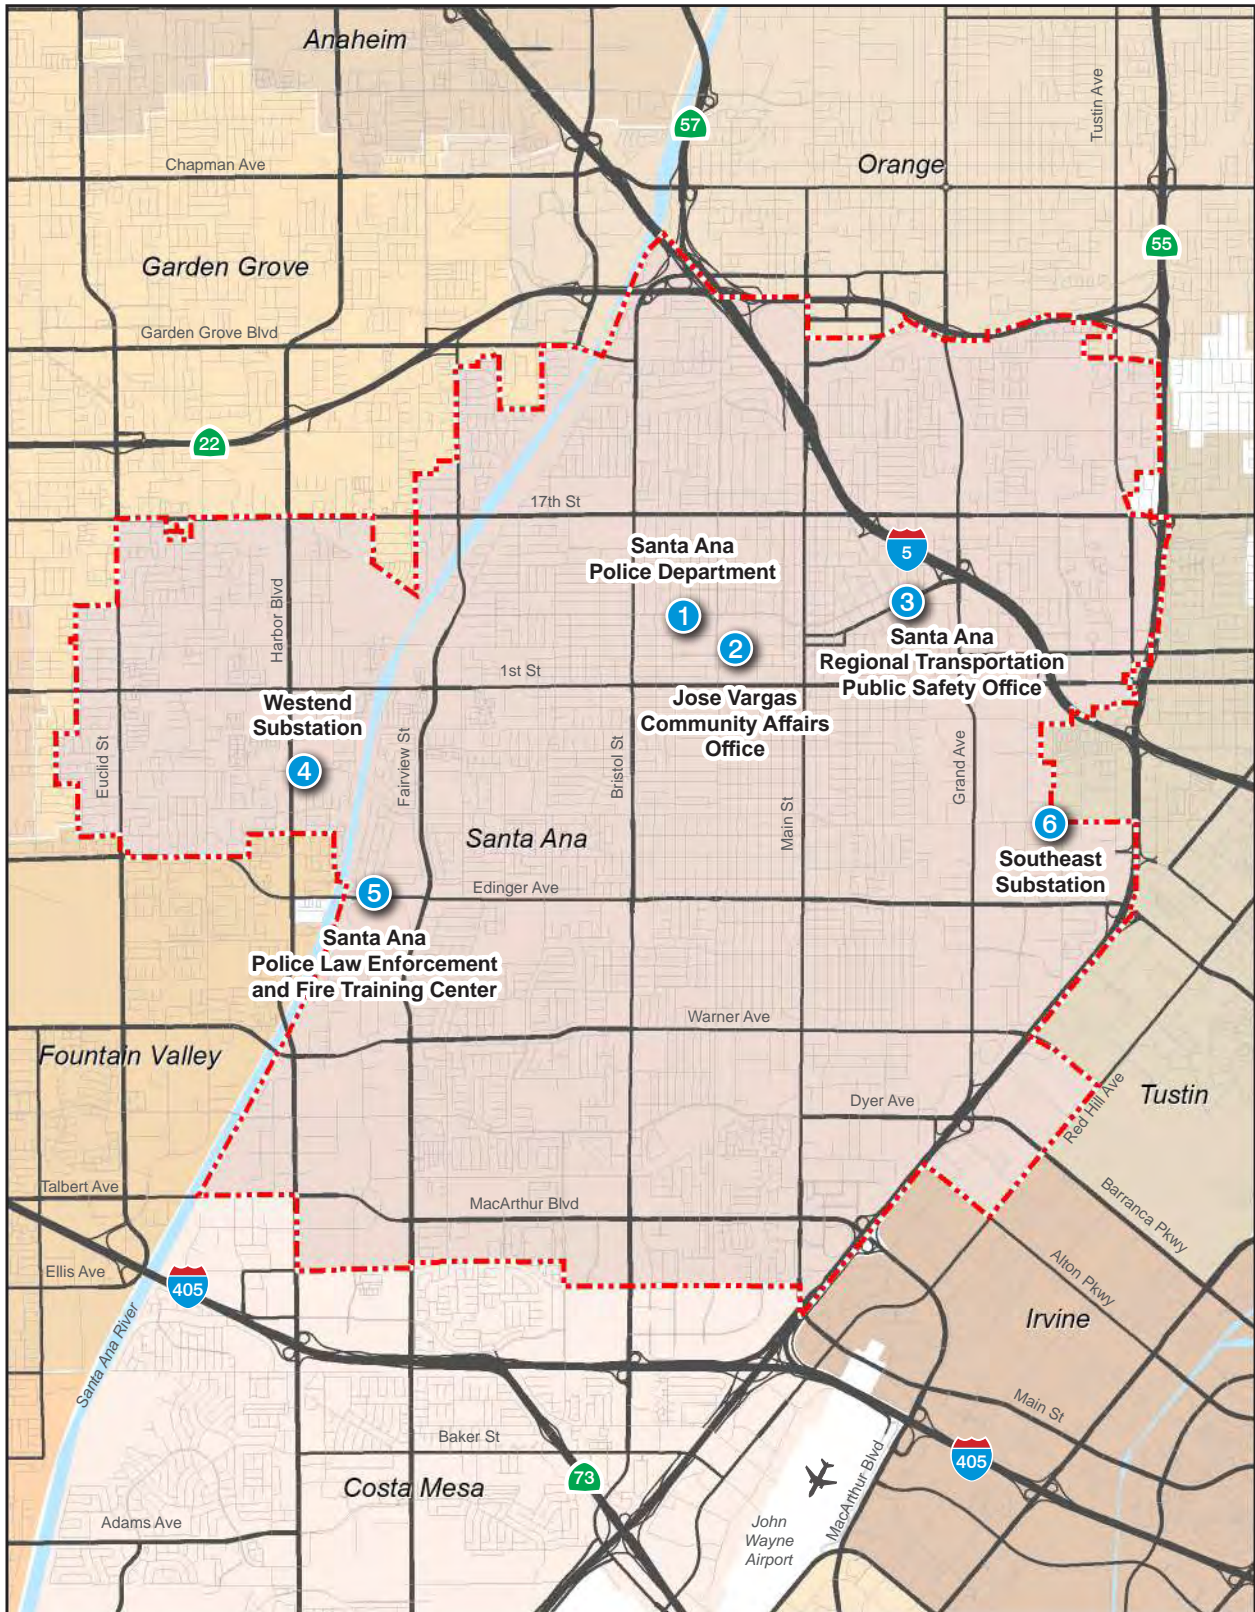 Anaheim
57
Tustin Ave
Chapman Ave
Orange
55
Garden Grove
Garden Grove Blvd
22
17th St
Santa Ana
Police Department
5
Harbor Blvd
1
2
3
Santa Ana
Regional Transportation
Public Safety Office
1st St
Westend
Substation
Jose Vargas
Community Affairs
Office
Euclid St
4
Fairview St
Bristol St
Main St
Grand Ave
6
Santa Ana
Southeast
Substation
5
Edinger Ave
Santa Ana
Police Law Enforcement
and Fire Training Center
Warner Ave
Fountain Valley
Dyer Ave
Red Hill Ave
Tustin
Talbert Ave
MacArthur Blvd
Barranca Pkwy
Ellis Ave
405
Alton Pkwy
Irvine
Santa Ana River
Main St
Baker St
405
73
MacArthur Blvd
Costa Mesa
Adams Ave
John
Wayne
Airport